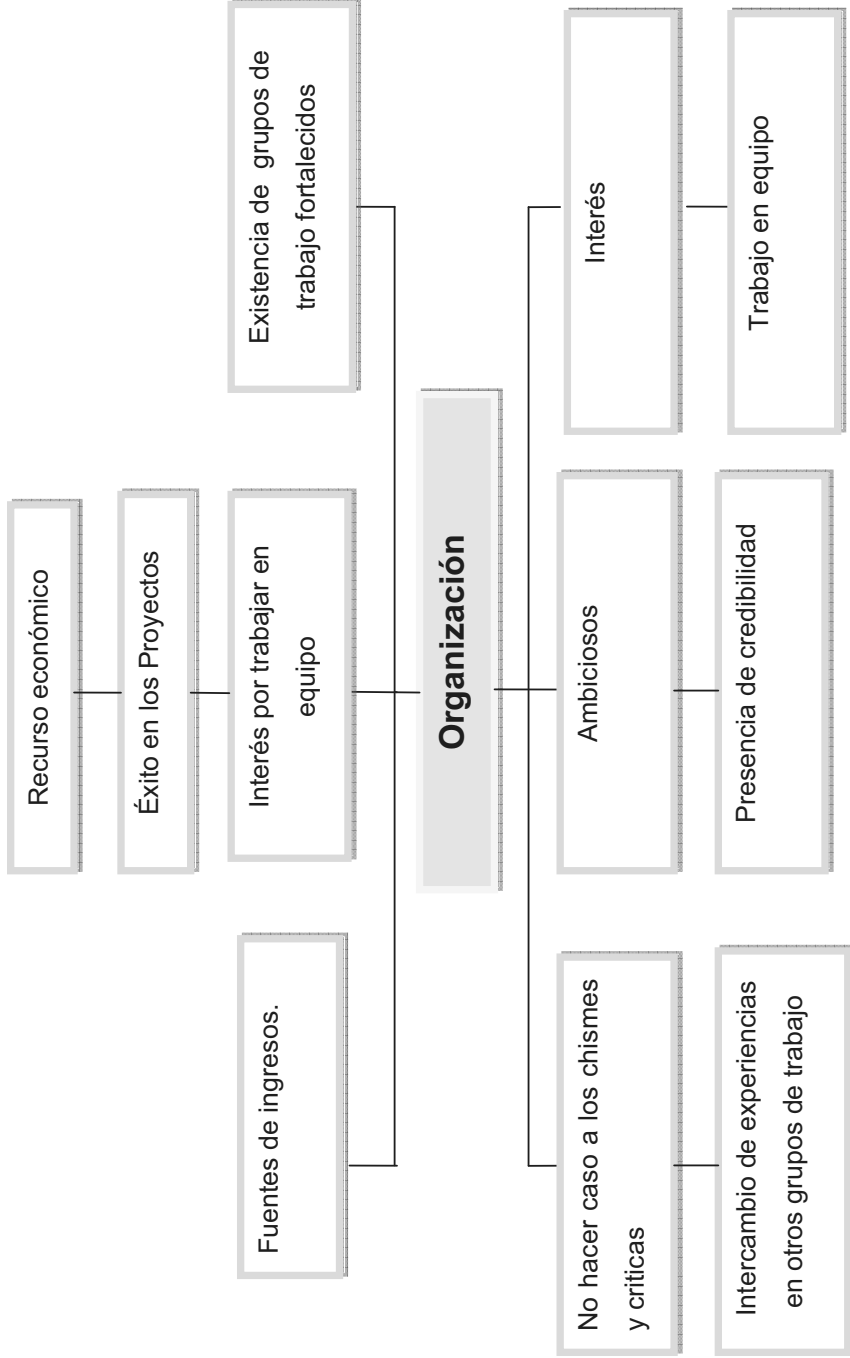 Recurso económico
Éxito en los Proyectos
Fuentes de ingresos.
Interés por trabajar en
equipo
Existencia de grupos de
trabajo fortalecidos
Organización
No hacer caso a los chismes
y criticas
Ambiciosos
Interés
Intercambio de experiencias
en otros grupos de trabajo
Presencia de credibilidad
Trabajo en equipo